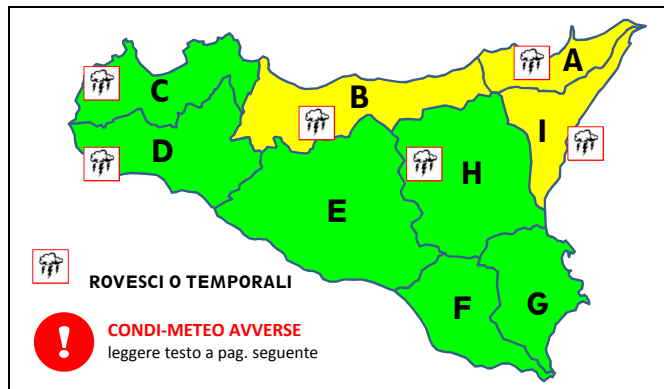 A
B
C
I
D
H
E
F
G
ROVESCI O TEMPORALI
!
CONDI-METEO AVVERSE
leggere testo a pag. seguente